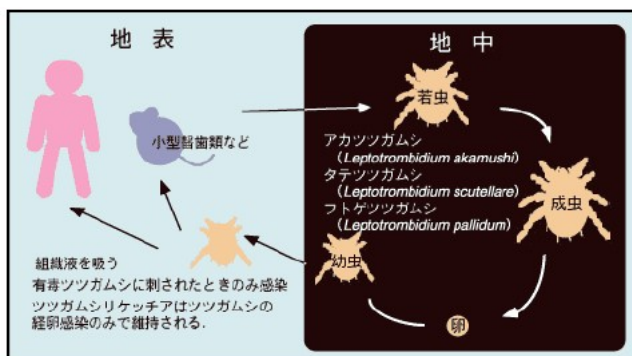 地表
地中
若虫
小型齧歯類など
アカツツガムシ
(Leptotrombidium akamushi)
タテツツガムシ
(Leptotrombidium scutellare)
フトゲツツガムシ
(Leptotrombidium pallidum)
成虫
幼虫
卵
組織液を吸う
有毒ツツガムシに刺されたときのみ感染
ツツガムシリケッチアはツツガムシの
経卵感染のみで維持される.